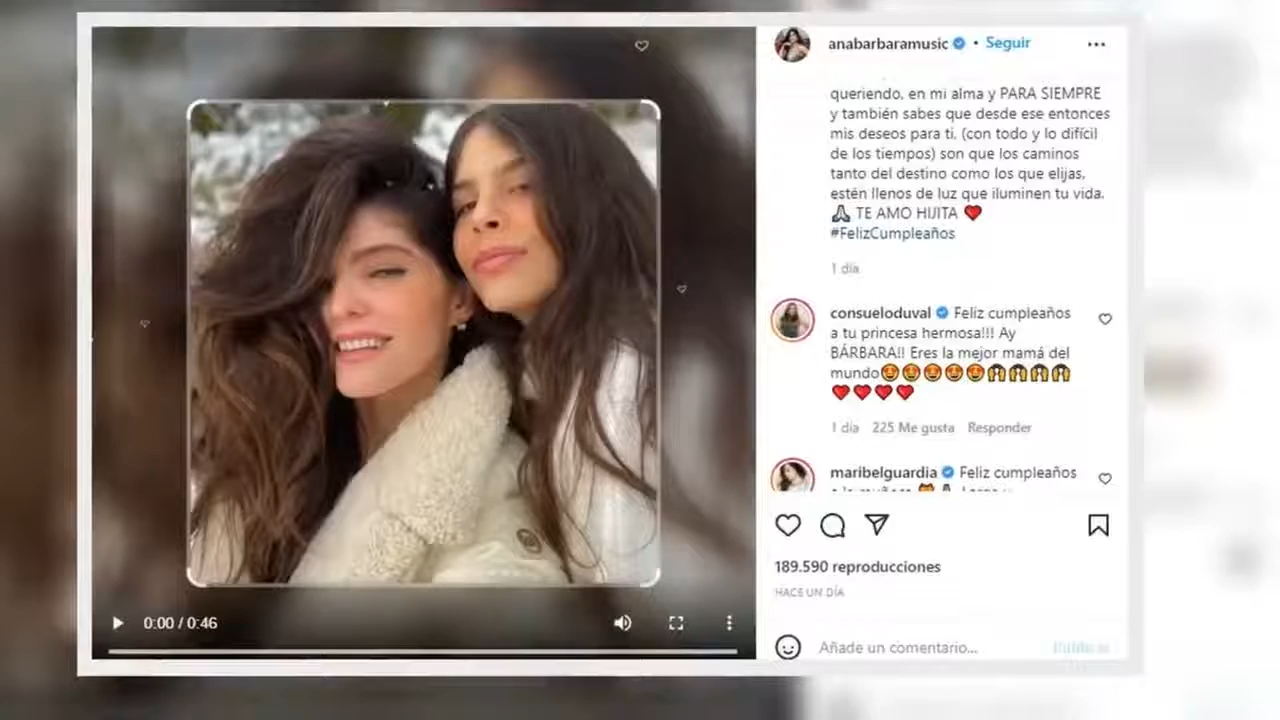 anabarbaramusic • Seguir
queriendo, en mi alma y PARA SIEMPRE
y también sabes que desde ese entonces
mis deseos para ti, (con todo y lo difícil
de los tiempos) son que los caminos
tanto del destino como los que elijas,
estén llenos de luz que iluminen tu vida.
🙏 TE AMO HIJITA ❤️
#FelizCumpleaños
1 día
consueloduval Feliz cumpleaños
a tu princesa hermosa!!! Ay
BÁRBARA!! Eres la mejor mamá del
mundo😍😍😍😍😍🙌🙌🙌🙌
❤️❤️❤️❤️
1 día 225 Me gusta Responder
maribelguardia Feliz cumpleaños
189.590 reproducciones
HACE UN DÍA
Añade un comentario...
0:00 / 0:46